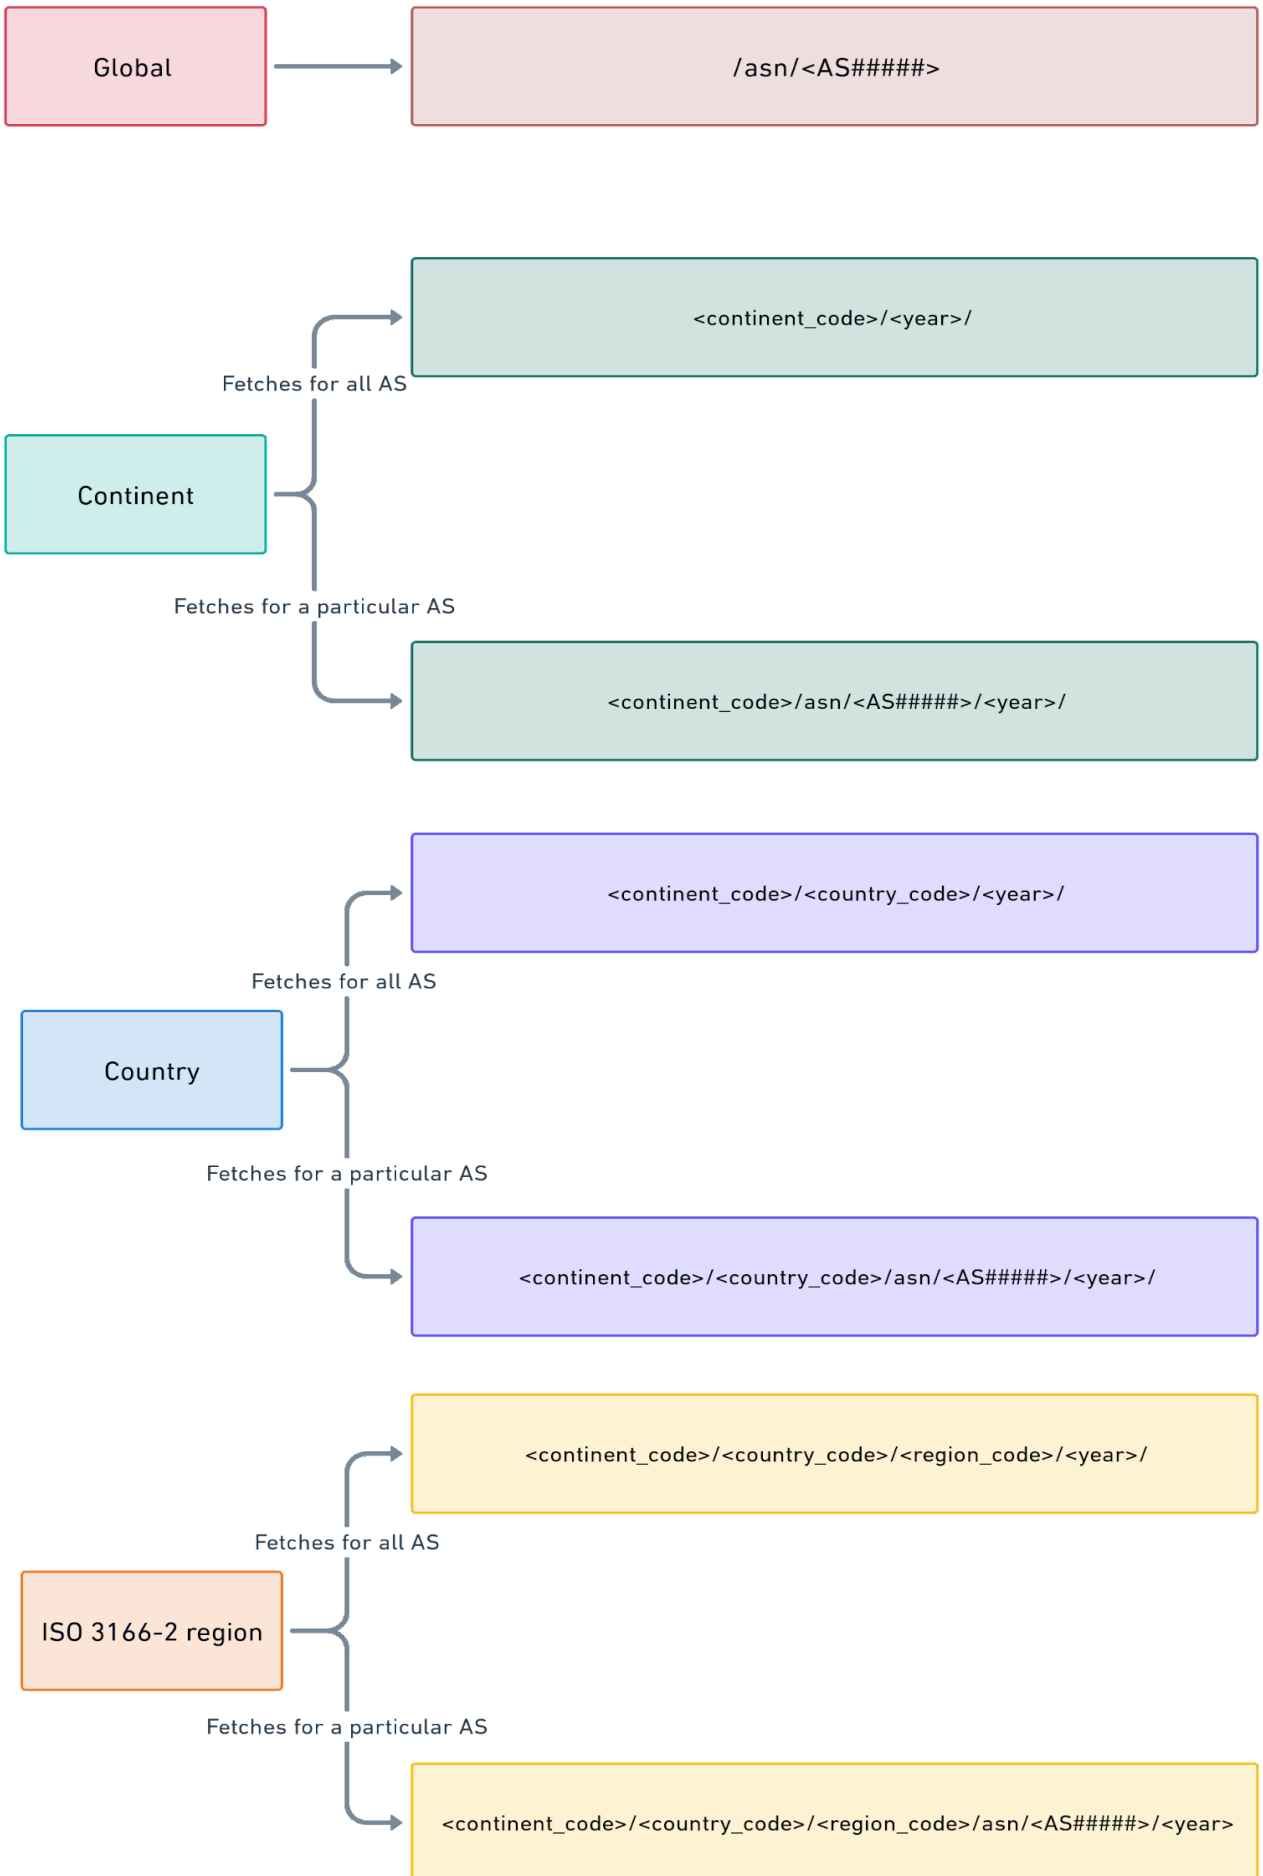 Global
/asn/<AS#####>
<continent_code>/<year>/
Fetches for all AS
Continent
Fetches for a particular AS
<continent_code>/asn/<AS#####>/<year>/
<continent_code>/<country_code>/<year>/
Fetches for all AS
Country
Fetches for a particular AS
<continent_code>/<country_code>/asn/<AS#####>/<year>/
<continent_code>/<country_code>/<region_code>/<year>/
Fetches for all AS
ISO 3166-2 region
Fetches for a particular AS
<continent_code>/<country_code>/<region_code>/asn/<AS#####>/<year>